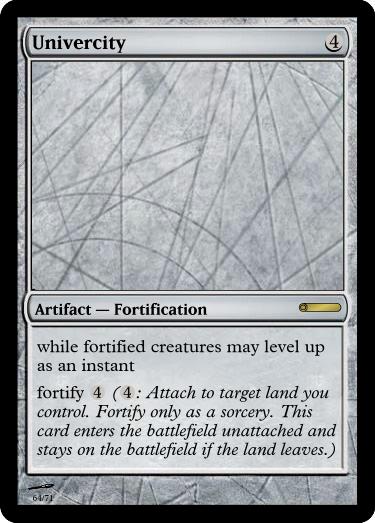 Univercity 4
Artifact — Fortification
while fortified creatures may level up
as an instant
fortify 4 (4: Attach to target land you
control. Fortify only as a sorcery. This
card enters the battlefield unattached and
stays on the battlefield if the land leaves.)
64/71